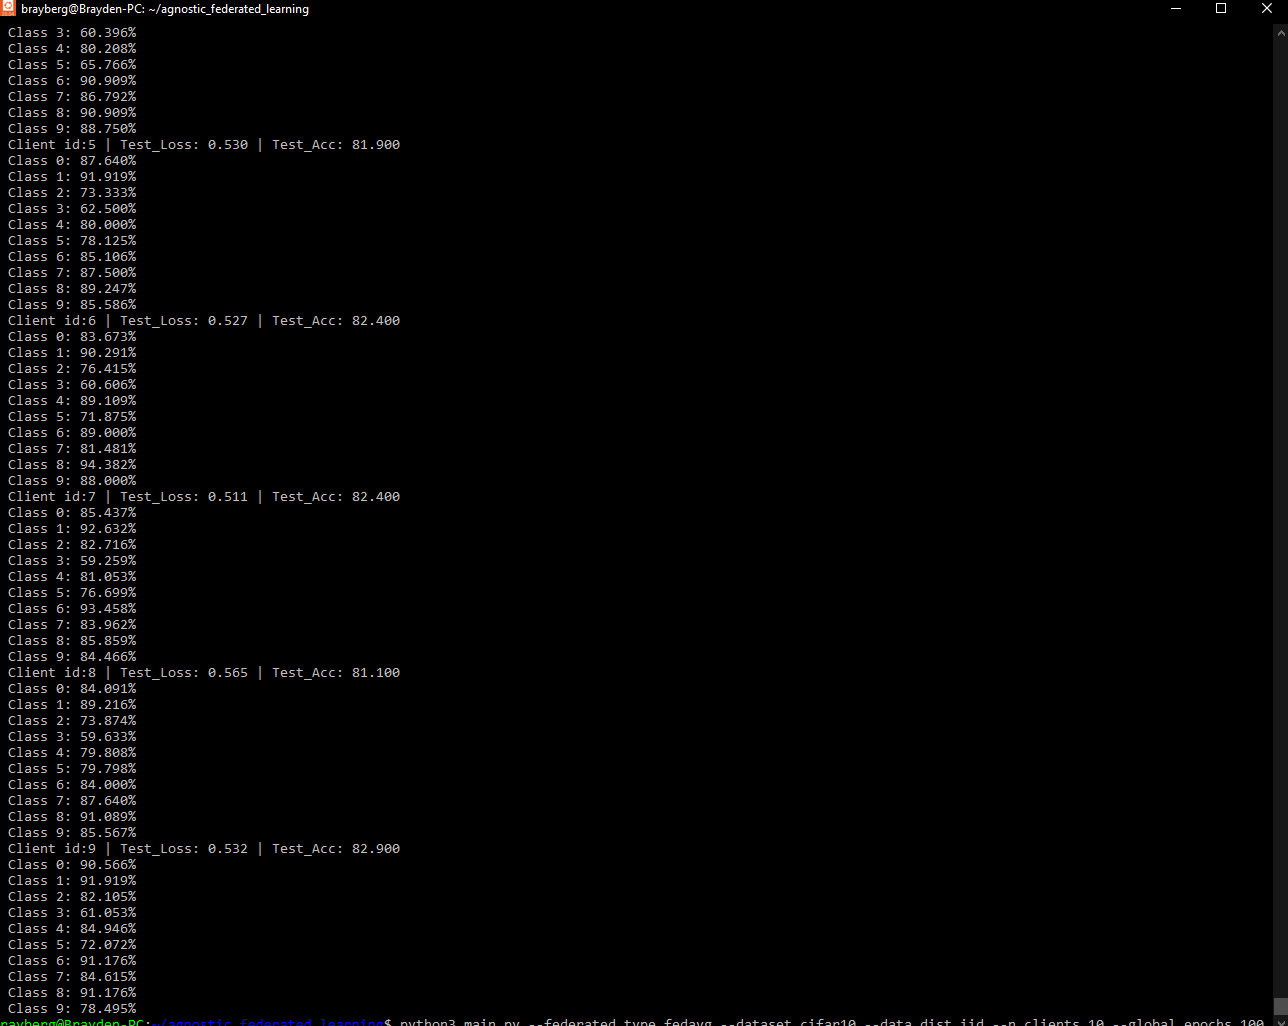 brayberg@Brayden-PC: ~/agnostic_federated_learning
Class 3: 60.396%
Class 4: 80.208%
Class 5: 65.766%
Class 6: 90.909%
Class 7: 86.792%
Class 8: 90.909%
Class 9: 88.750%
Client id:5 | Test_Loss: 0.530 | Test_Acc: 81.900
Class 0: 87.640%
Class 1: 91.919%
Class 2: 73.333%
Class 3: 62.500%
Class 4: 80.000%
Class 5: 78.125%
Class 6: 85.106%
Class 7: 87.500%
Class 8: 89.247%
Class 9: 85.586%
Client id:6 | Test_Loss: 0.527 | Test_Acc: 82.400
Class 0: 83.673%
Class 1: 90.291%
Class 2: 76.415%
Class 3: 60.606%
Class 4: 89.109%
Class 5: 71.875%
Class 6: 89.000%
Class 7: 81.481%
Class 8: 94.382%
Class 9: 88.000%
Client id:7 | Test_Loss: 0.511 | Test_Acc: 82.400
Class 0: 85.437%
Class 1: 92.632%
Class 2: 82.716%
Class 3: 59.259%
Class 4: 81.053%
Class 5: 76.699%
Class 6: 93.458%
Class 7: 83.962%
Class 8: 85.859%
Class 9: 84.466%
Client id:8 | Test_Loss: 0.565 | Test_Acc: 81.100
Class 0: 84.091%
Class 1: 89.216%
Class 2: 73.874%
Class 3: 59.633%
Class 4: 79.808%
Class 5: 79.798%
Class 6: 84.000%
Class 7: 87.640%
Class 8: 91.089%
Class 9: 85.567%
Client id:9 | Test_Loss: 0.532 | Test_Acc: 82.900
Class 0: 90.566%
Class 1: 91.919%
Class 2: 82.105%
Class 3: 61.053%
Class 4: 84.946%
Class 5: 72.072%
Class 6: 91.176%
Class 7: 84.615%
Class 8: 91.176%
Class 9: 78.495%
rayberg@Brayden-PC:~/agnostic_federated_learning$ python3 main.py --federated_type fedavg --dataset cifar10 --data_dist iid --n_clients 10 --global_epochs 100